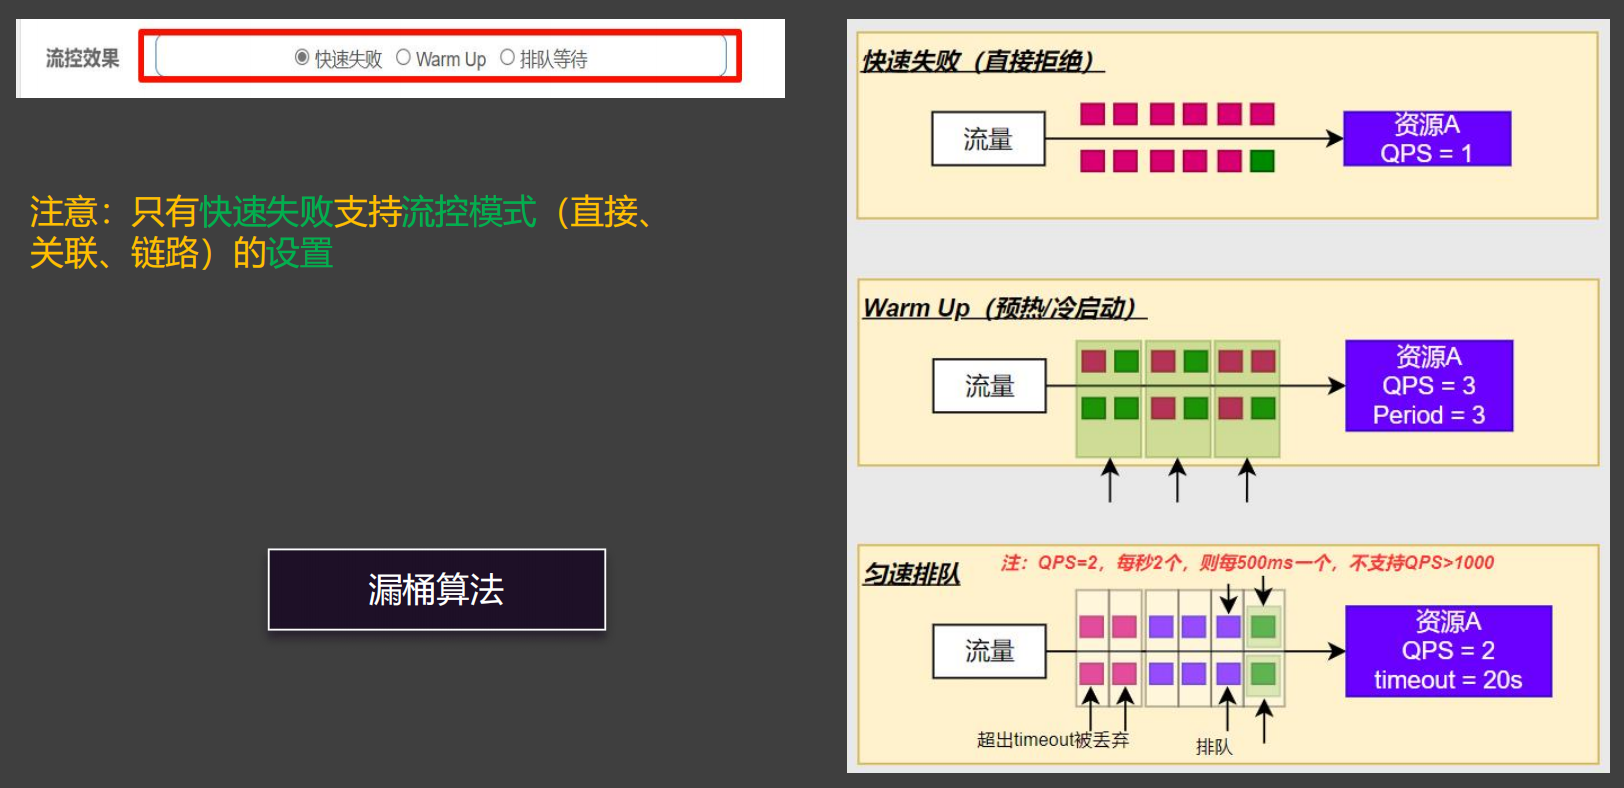 流控效果
快速失败 Warm Up 排队等待
注意：只有快速失败支持流控模式（直接、
关联、链路）的设置
漏桶算法
快速失败（直接拒绝）
流量
资源A
QPS = 1
Warm Up（预热/冷启动）
流量
资源A
QPS = 3
Period = 3
匀速排队
注：QPS=2，每秒2个，则每500ms一个，不支持QPS>1000
流量
资源A
QPS = 2
timeout = 20s
超出timeout被丢弃
排队